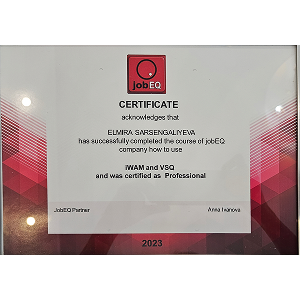 jobEQ
CERTIFICATE
acknowledges that
ELMIRA SARSENGALIYEVA
has successfully completed the course of jobEQ
company how to use
IWAM and VSQ
and was certified as Professional
JobEQ Partner
Anna Ivanova
2023